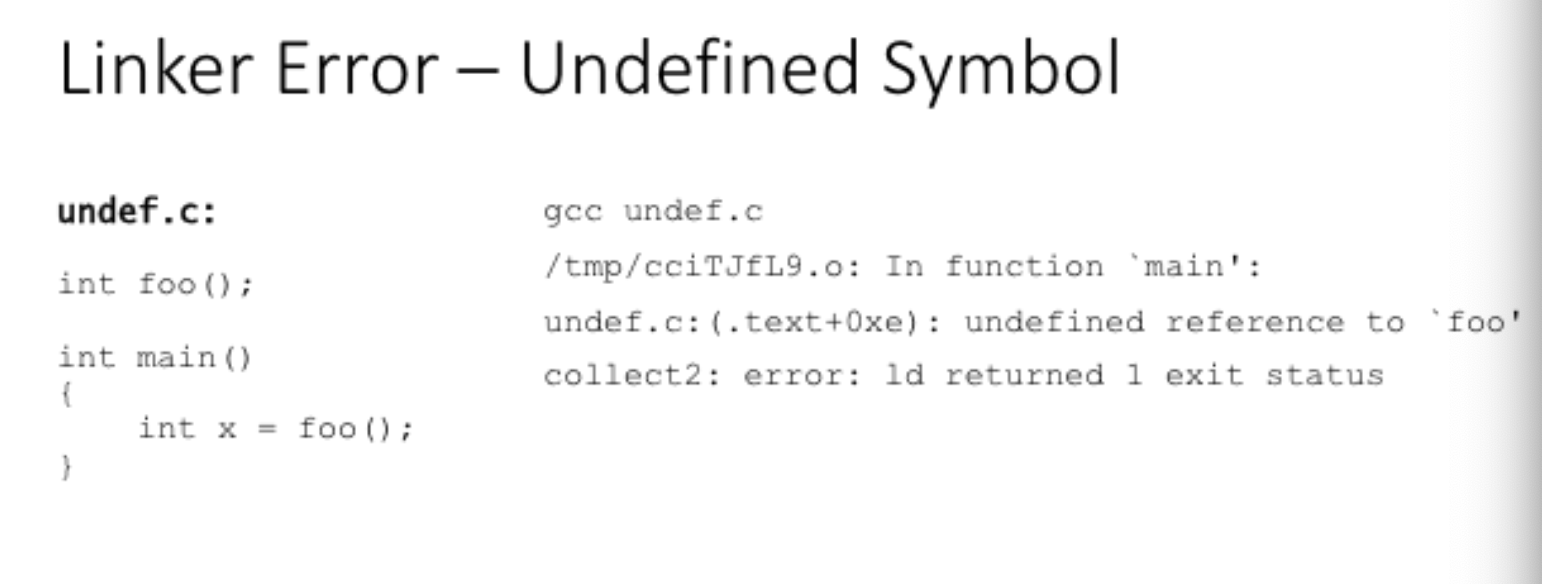 Linker Error – Undefined Symbol
undef.c:
int foo();
int main()
{
    int x = foo();
}
gcc undef.c
/tmp/cciTJfL9.o: In function `main':
undef.c:(.text+0xe): undefined reference to `foo'
collect2: error: ld returned 1 exit status